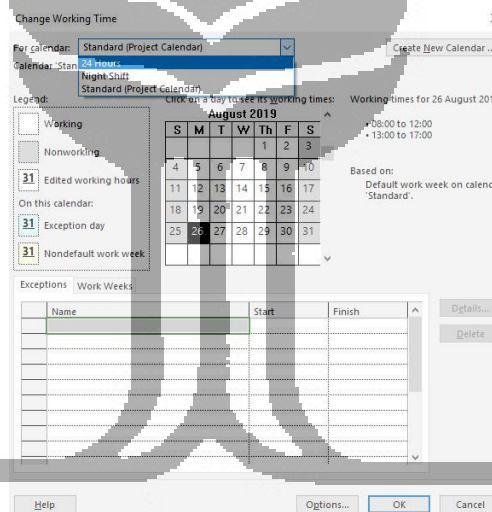 Change Working Time
For calendar: Standard (Project Calendar)
Create New Calendar ...
24 Hours
Night Shift
Standard (Project Calendar)
Calendar 'Stan
Legend:
Click on a day to see its working times:
Working times for 26 August 201
Working
Nonworking
31 Edited working hours
On this calendar:
31 Exception day
31 Nondefault work week
August 2019
S M T W Th F S
1 2 3
4 5 6 7 8 9 10
11 12 13 14 15 16 17
18 19 20 21 22 23 24
25 26 27 28 29 30 31
• 08:00 to 12:00
• 13:00 to 17:00
Based on:
Default work week on calend
'Standard'.
Exceptions Work Weeks
Name Start Finish
Details...
Delete
Help
Options...
OK
Cancel